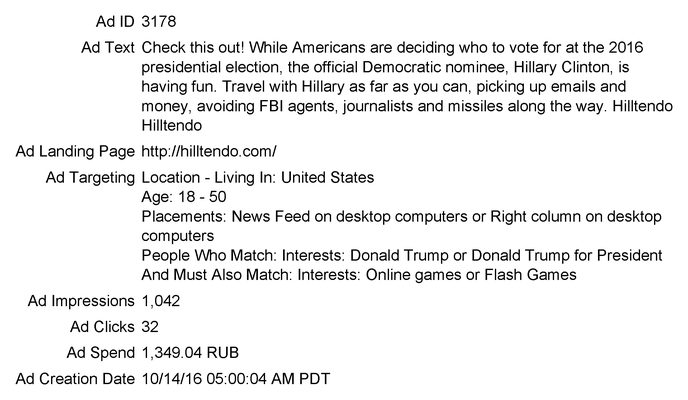 Ad ID 3178
Ad Text Check this out! While Americans are deciding who to vote for at the 2016
presidential election, the official Democratic nominee, Hillary Clinton, is
having fun. Travel with Hillary as far as you can, picking up emails and
money, avoiding FBI agents, journalists and missiles along the way. Hilltendo
Hilltendo
Ad Landing Page http://hilltendo.com/
Ad Targeting Location - Living In: United States
Age: 18 - 50
Placements: News Feed on desktop computers or Right column on desktop
computers
People Who Match: Interests: Donald Trump or Donald Trump for President
And Must Also Match: Interests: Online games or Flash Games
Ad Impressions 1,042
Ad Clicks 32
Ad Spend 1,349.04 RUB
Ad Creation Date 10/14/16 05:00:04 AM PDT